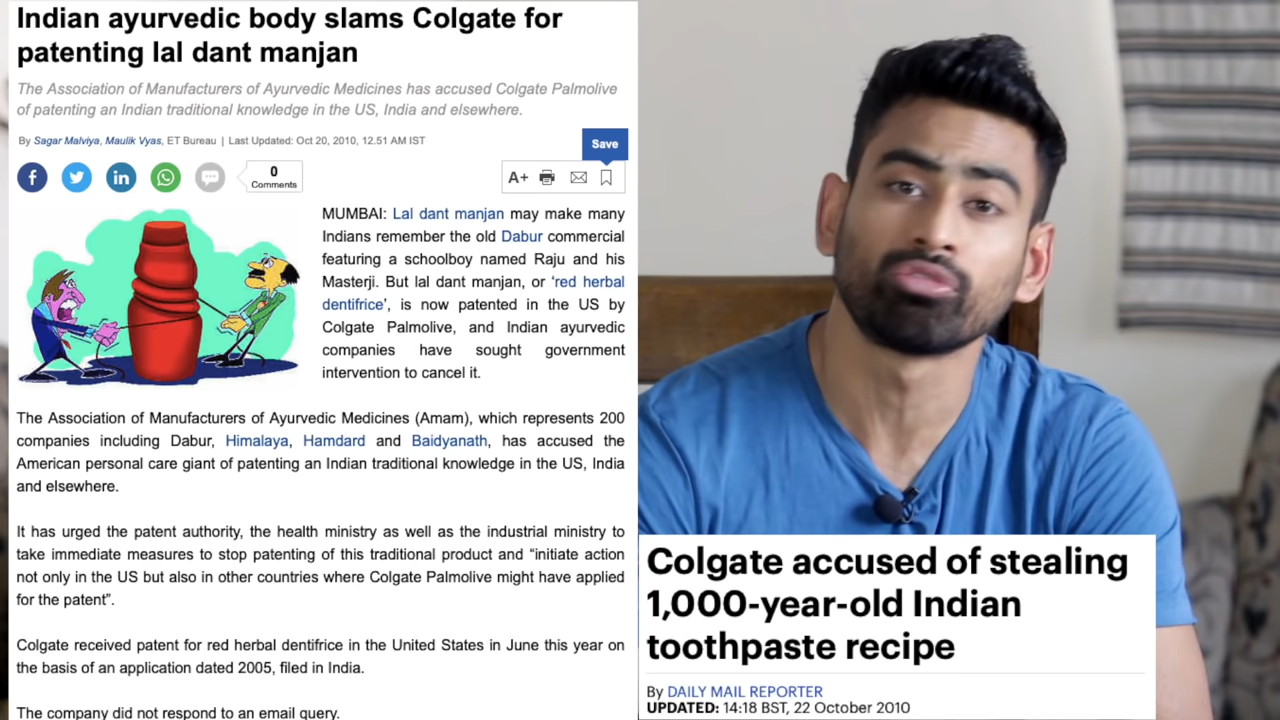 Indian ayurvedic body slams Colgate for
patenting lal dant manjan
The Association of Manufacturers of Ayurvedic Medicines has accused Colgate Palmolive
of patenting an Indian traditional knowledge in the US, India and elsewhere.
By Sagar Malviya, Maulik Vyas, ET Bureau | Last Updated: Oct 20, 2010, 12.51 AM IST
Save
0
Comments
A+
MUMBAI: Lal dant manjan may make many
Indians remember the old Dabur commercial
featuring a schoolboy named Raju and his
Masterji. But lal dant manjan, or ‘red herbal
dentifrice’, is now patented in the US by
Colgate Palmolive, and Indian ayurvedic
companies have sought government
intervention to cancel it.
The Association of Manufacturers of Ayurvedic Medicines (Amam), which represents 200
companies including Dabur, Himalaya, Hamdard and Baidyanath, has accused the
American personal care giant of patenting an Indian traditional knowledge in the US, India
and elsewhere.
It has urged the patent authority, the health ministry as well as the industrial ministry to
take immediate measures to stop patenting of this traditional product and “initiate action
not only in the US but also in other countries where Colgate Palmolive might have applied
for the patent”.
Colgate received patent for red herbal dentifrice in the United States in June this year on
the basis of an application dated 2005, filed in India.
The company did not respond to an email query.
Colgate accused of stealing
1,000-year-old Indian
toothpaste recipe
By DAILY MAIL REPORTER
UPDATED: 14:18 BST, 22 October 2010